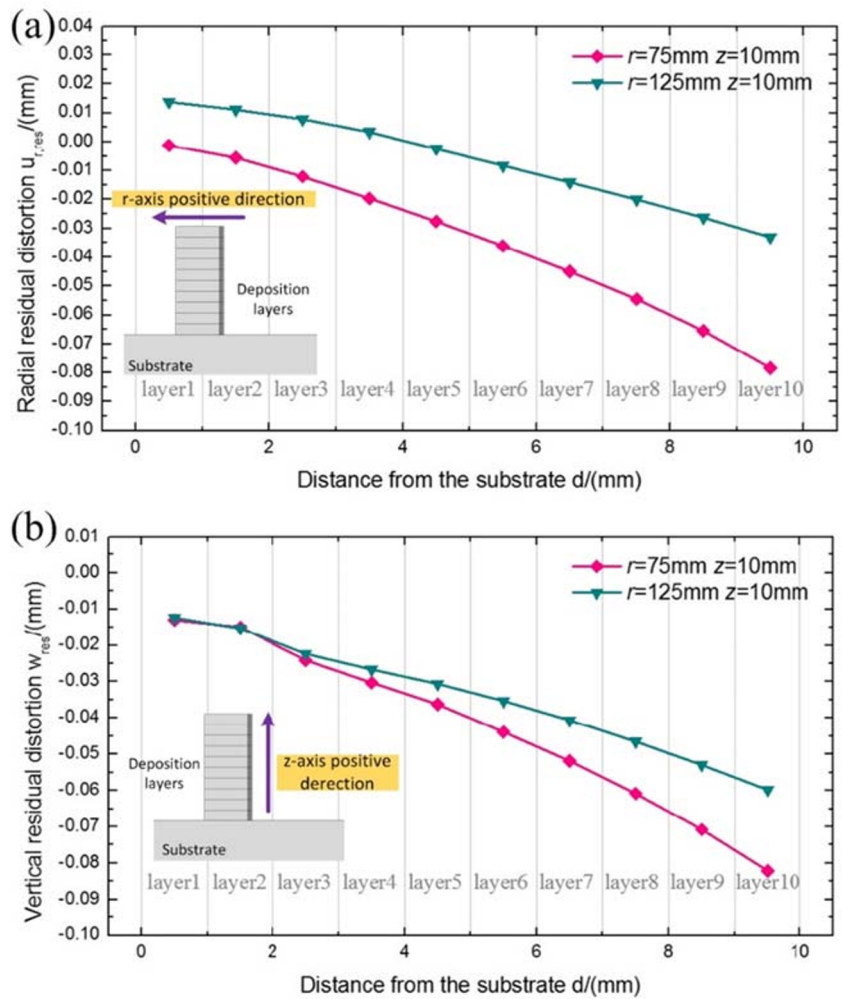 (a)
0.04
0.03
0.02
0.01
0.00
-0.01
-0.02
-0.03
-0.04
-0.05
-0.06
-0.07
-0.08
-0.09
-0.10
Radial residual distortion ur,res/(mm)
r=75mm z=10mm
r=125mm z=10mm
r-axis positive direction
Deposition
layers
Substrate
layer1 layer2 layer3 layer4 layer5 layer6 layer7 layer8 layer9 layer10
0 2 4 6 8 10
Distance from the substrate d/(mm)
(b)
0.01
0.00
-0.01
-0.02
-0.03
-0.04
-0.05
-0.06
-0.07
-0.08
-0.09
-0.10
Vertical residual distortion wres/(mm)
r=75mm z=10mm
r=125mm z=10mm
Deposition
layers
z-axis positive
derection
Substrate
layer1 layer2 layer3 layer4 layer5 layer6 layer7 layer8 layer9 layer10
0 2 4 6 8 10
Distance from the substrate d/(mm)